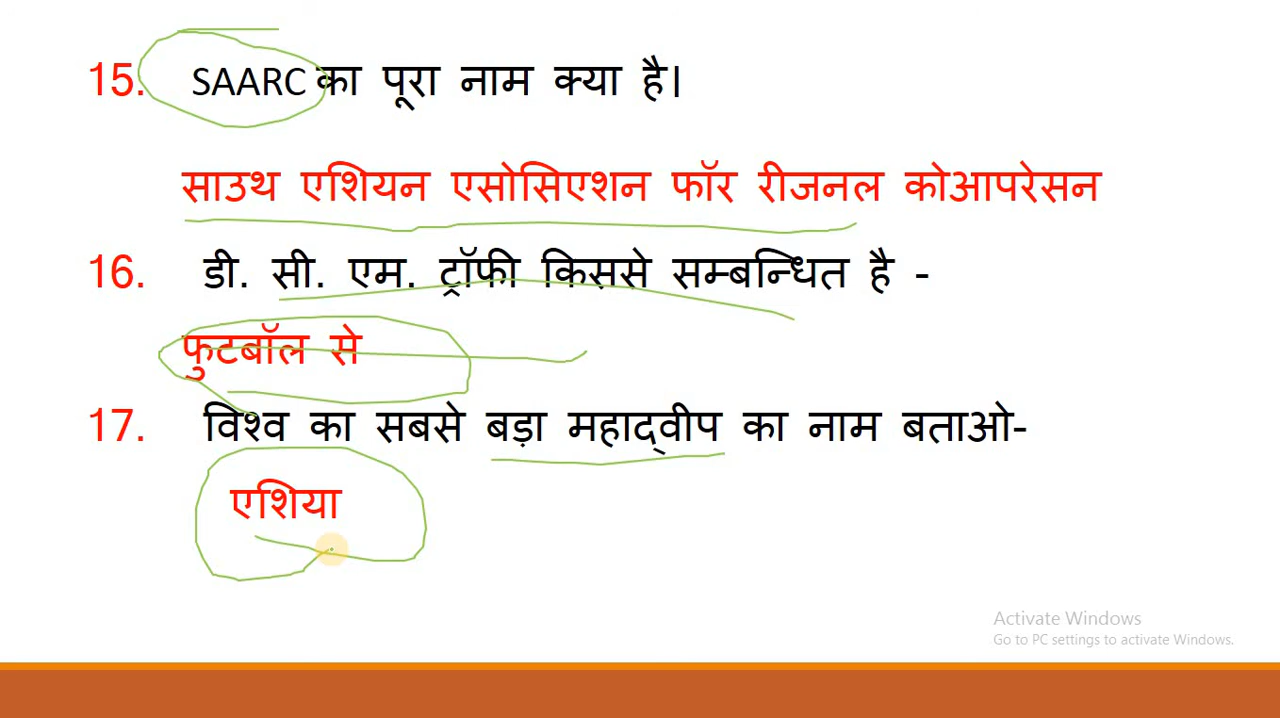 15. SAARC का पूरा नाम क्या है।
साउथ एशियन एसोसिएशन फॉर रीजनल कोआपरेसन
16. डी. सी. एम. ट्रॉफी किससे सम्बन्धित है -
फुटबॉल से
17. विश्व का सबसे बड़ा महाद्वीप का नाम बताओ-
एशिया
Activate Windows
Go to PC settings to activate Windows.